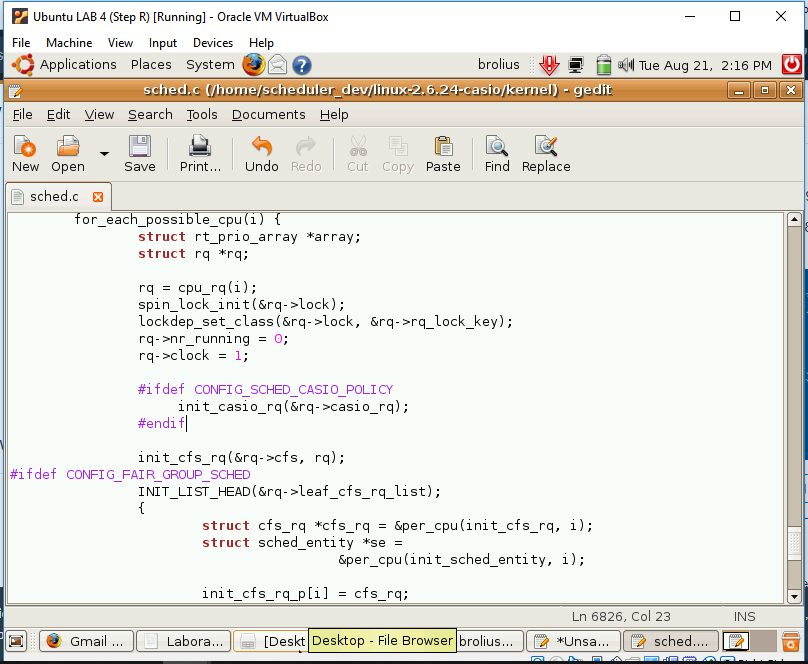 Ubuntu LAB 4 (Step R) [Running] - Oracle VM VirtualBox
File Machine View Input Devices Help
Applications Places System brolius Tue Aug 21, 2:16 PM
sched.c (/home/scheduler_dev/linux-2.6.24-casio/kernel) - gedit
File Edit View Search Tools Documents Help
New Open Save Print... Undo Redo Cut Copy Paste Find Replace
sched.c
for_each_possible_cpu(i) {
struct rt_prio_array *array;
struct rq *rq;
rq = cpu_rq(i);
spin_lock_init(&rq->lock);
lockdep_set_class(&rq->lock, &rq->rq_lock_key);
rq->nr_running = 0;
rq->clock = 1;
#ifdef CONFIG_SCHED_CASIO_POLICY
init_casio_rq(&rq->casio_rq);
#endif
init_cfs_rq(&rq->cfs, rq);
#ifdef CONFIG_FAIR_GROUP_SCHED
INIT_LIST_HEAD(&rq->leaf_cfs_rq_list);
{
struct cfs_rq *cfs_rq = &per_cpu(init_cfs_rq, i);
struct sched_entity *se =
&per_cpu(init_sched_entity, i);
init_cfs_rq_p[i] = cfs_rq;
Ln 6826, Col 23 INS
Gmail ... Labora... [Deskt Desktop - File Browser brolius... *Unsa... sched....